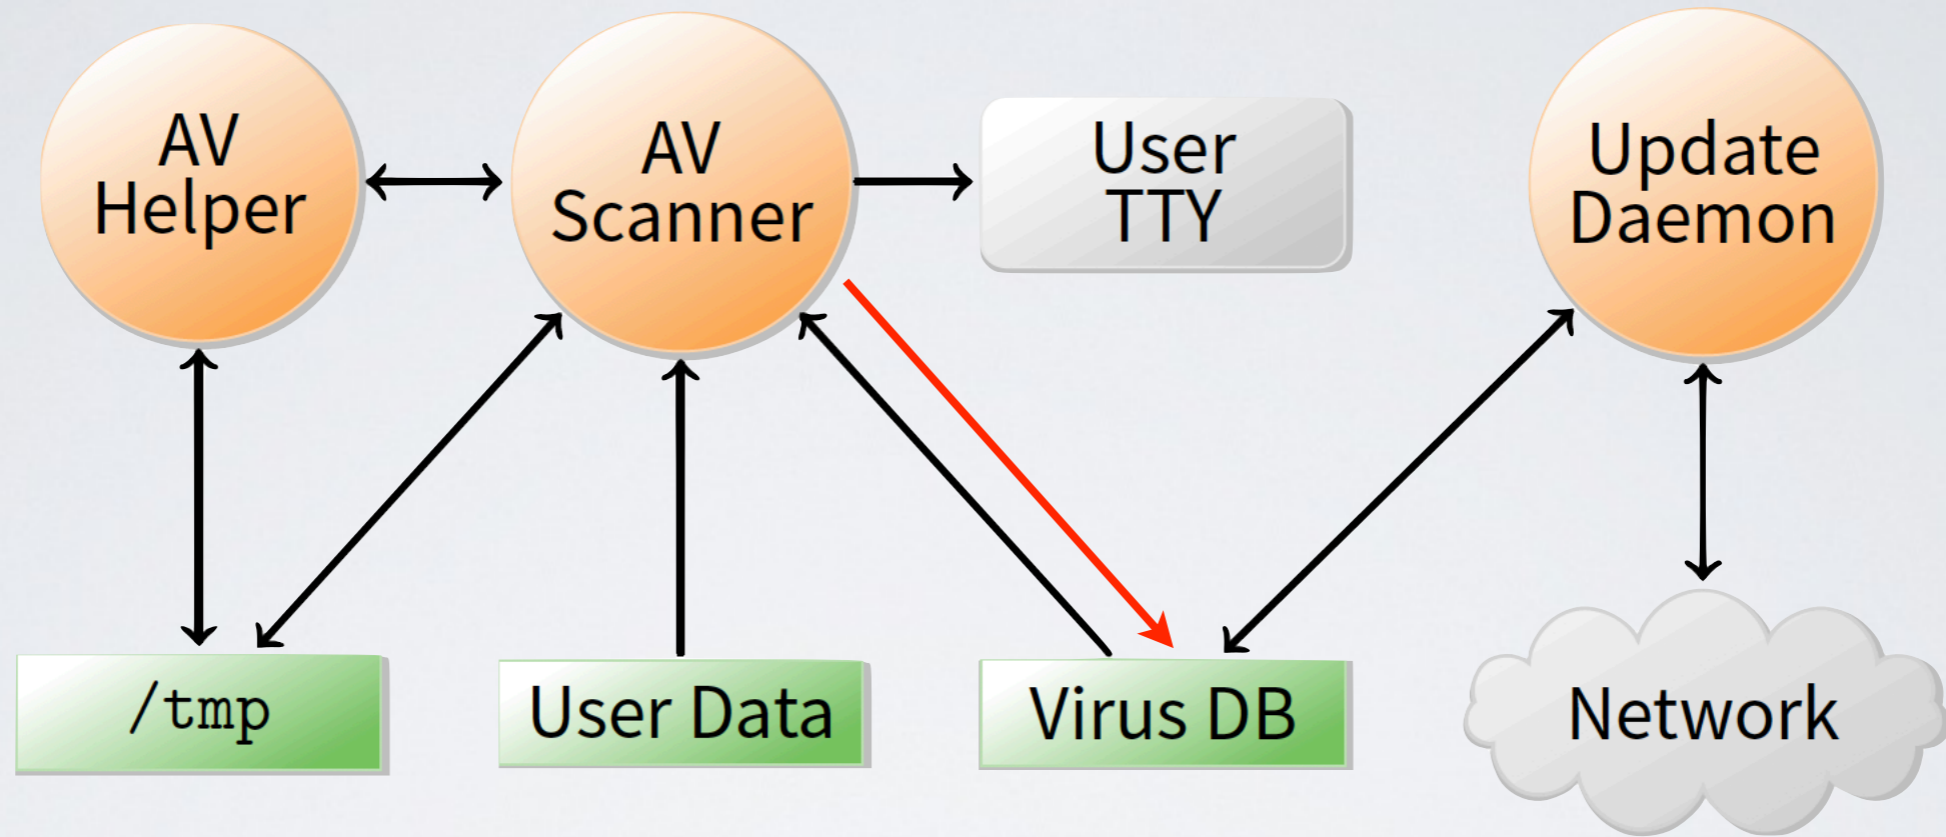 AV
Helper
AV
Scanner
User
TTY
Update
Daemon
/tmp
User Data
Virus DB
Network